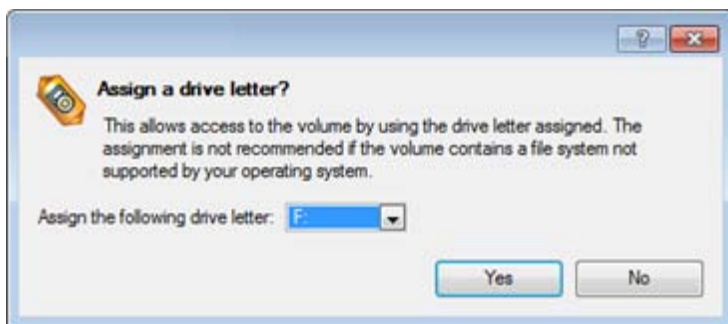 Assign a drive letter?
This allows access to the volume by using the drive letter assigned. The
assignment is not recommended if the volume contains a file system not
supported by your operating system.
Assign the following drive letter: F:
Yes No